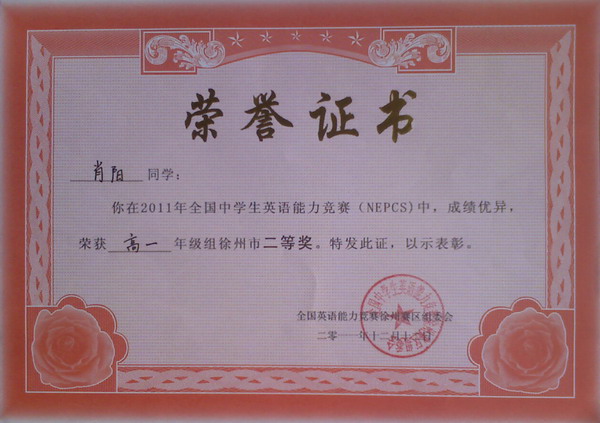 荣誉证书
肖阳同学：
你在2011年全国中学生英语能力竞赛（NEPCS)中，成绩优异，
荣获高一年级组徐州市二等奖。特发此证，以示表彰。
全国英语能力竞赛徐州赛区组委会
二零一一年十二月十二日